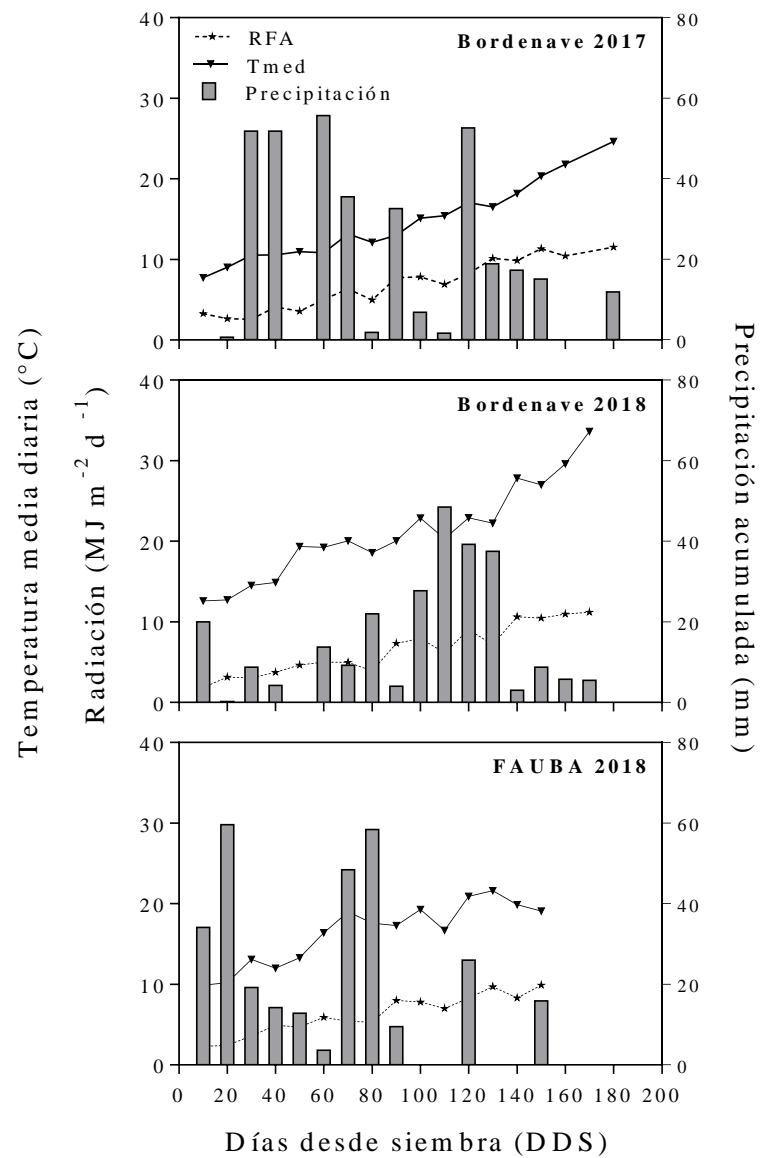 Temperatura media diaria (°C)
Radiación (MJ m⁻² d⁻¹)
Precipitación acumulada (mm)
RFA
Tmed
Precipitación
Bordenave 2017
40
30
20
10
0
80
60
40
20
0
Bordenave 2018
40
30
20
10
0
80
60
40
20
0
FAUBA 2018
40
30
20
10
0
80
60
40
20
0
0 20 40 60 80 100 120 140 160 180 200
Días desde siembra (DDS)